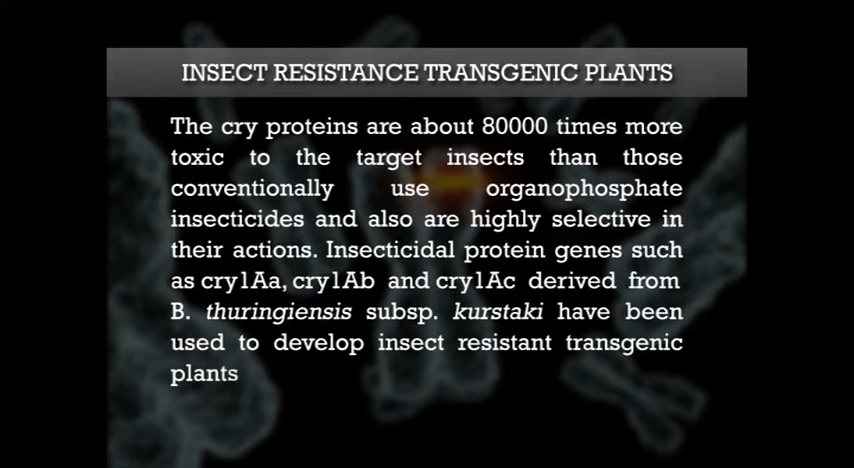 INSECT RESISTANCE TRANSGENIC PLANTS
The cry proteins are about 80000 times more
toxic to the target insects than those
conventionally use organophosphate
insecticides and also are highly selective in
their actions. Insecticidal protein genes such
as cry1Aa, cry1Ab and cry1Ac derived from
B. thuringiensis subsp. kurstaki have been
used to develop insect resistant transgenic
plants